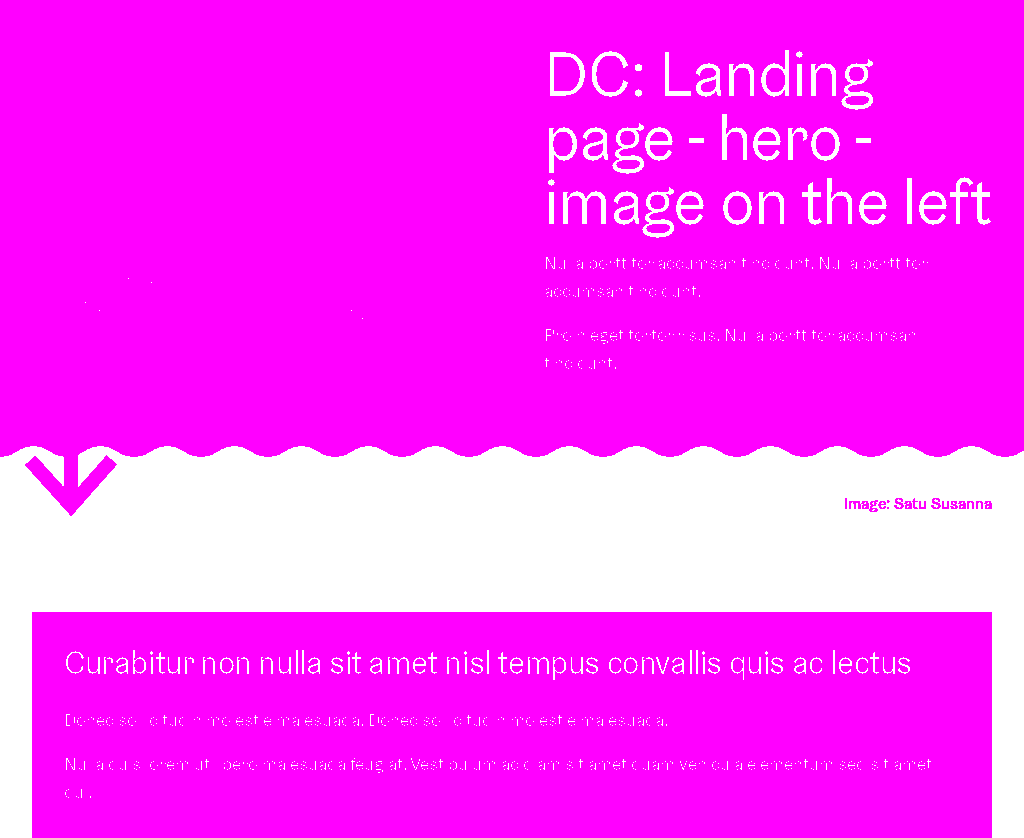 DC: Landing
page - hero -
image on the left
Nulla porttitor accumsan tincidunt. Nulla porttitor
accumsan tincidunt.
Proin eget tortor risus. Nulla porttitor accumsan
tincidunt.
Image: Satu Susanna
Curabitur non nulla sit amet nisl tempus convallis quis ac lectus
Donec sollicitudin molestie malesuada. Donec sollicitudin molestie malesuada.
Nulla quis lorem ut libero malesuada feugiat. Vestibulum ac diam sit amet quam vehicula elementum sed sit amet
dui.